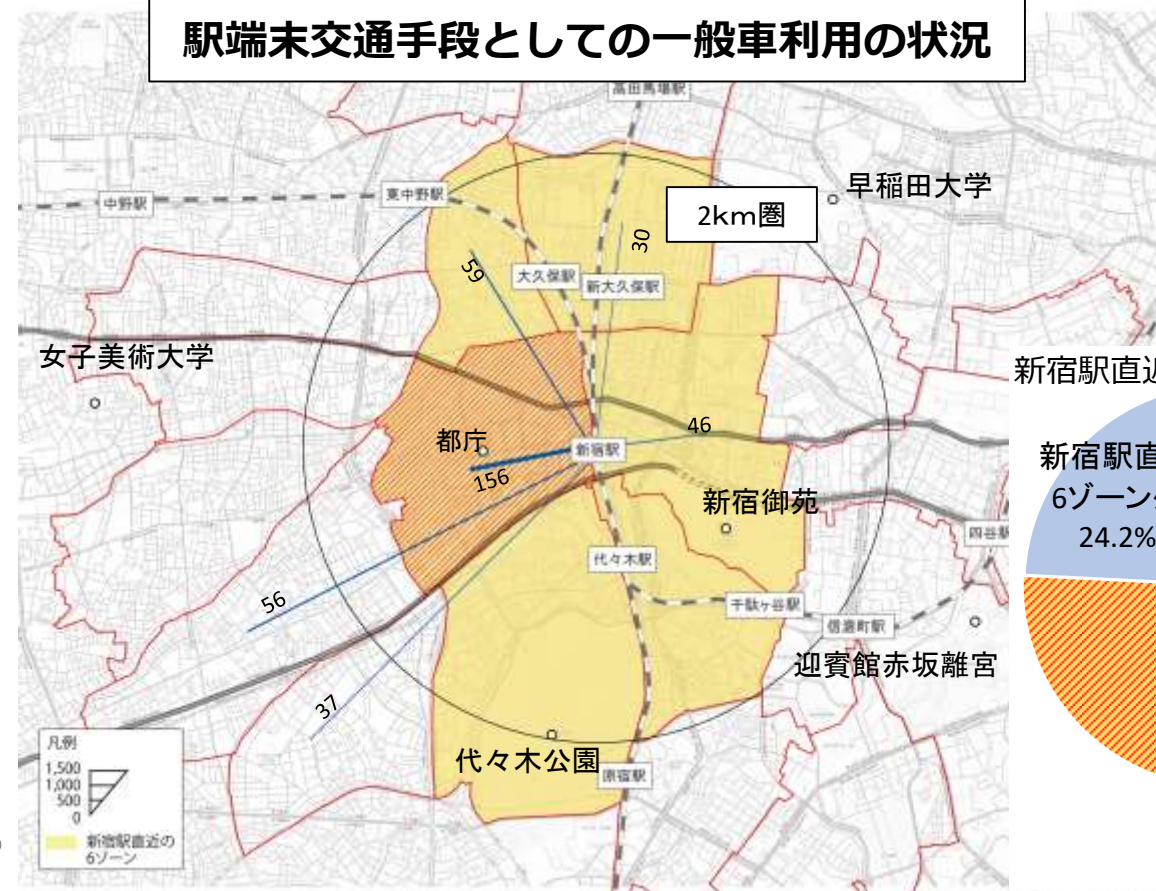 駅端末交通手段としての一般車利用の状況
高田馬場駅
早稲田大学
中野駅
東中野駅
2km圏
30
59
大久保駅
新大久保駅
女子美術大学
新宿駅直近
46
都庁
新宿駅
新宿駅直
6ゾーン
24.2%
156
新宿御苑
四谷駅
代々木駅
56
千駄ヶ谷駅
信濃町駅
迎賓館赤坂離宮
37
凡例
1,500
1,000
500
0
新宿駅直近の
6ゾーン
代々木公園
原宿駅